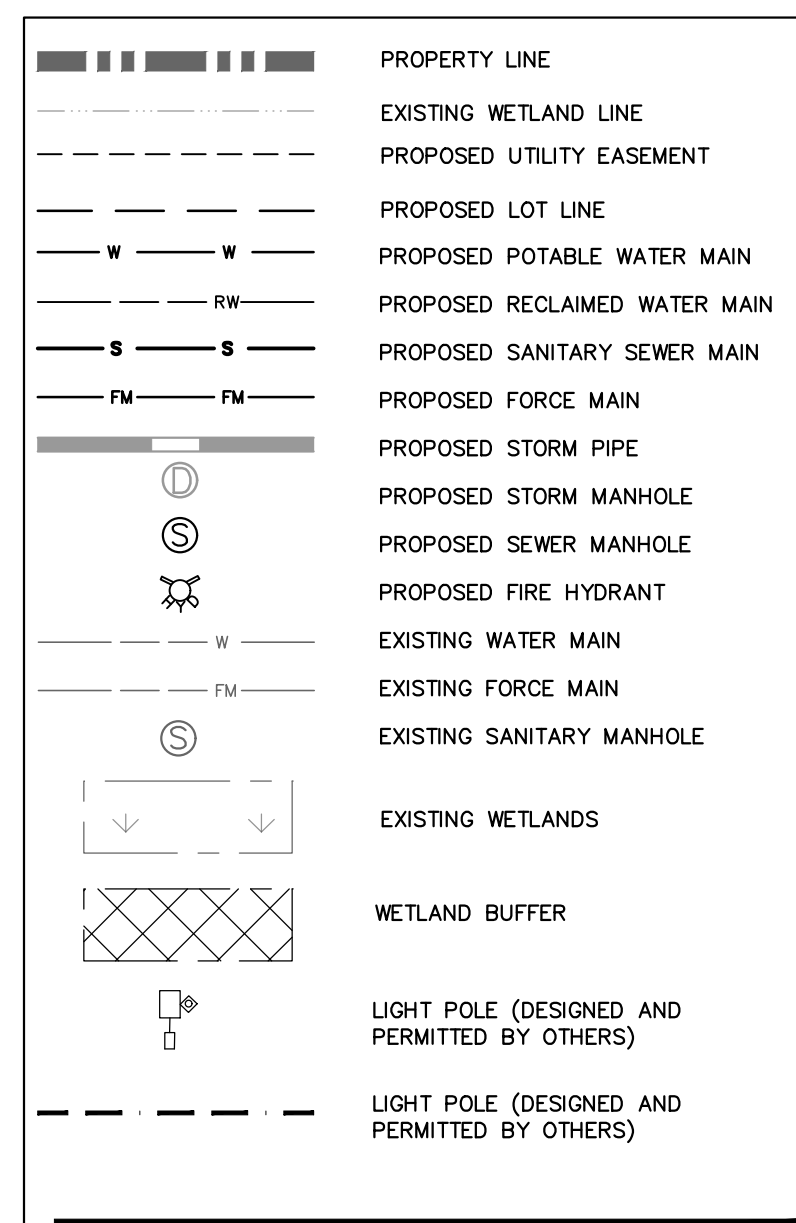 PROPERTY LINE
EXISTING WETLAND LINE
PROPOSED UTILITY EASEMENT
PROPOSED LOT LINE
W W PROPOSED POTABLE WATER MAIN
RW PROPOSED RECLAIMED WATER MAIN
S S PROPOSED SANITARY SEWER MAIN
FM FM PROPOSED FORCE MAIN
PROPOSED STORM PIPE
D PROPOSED STORM MANHOLE
S PROPOSED SEWER MANHOLE
PROPOSED FIRE HYDRANT
W EXISTING WATER MAIN
FM EXISTING FORCE MAIN
S EXISTING SANITARY MANHOLE
EXISTING WETLANDS
WETLAND BUFFER
LIGHT POLE (DESIGNED AND
PERMITTED BY OTHERS)
LIGHT POLE (DESIGNED AND
PERMITTED BY OTHERS)